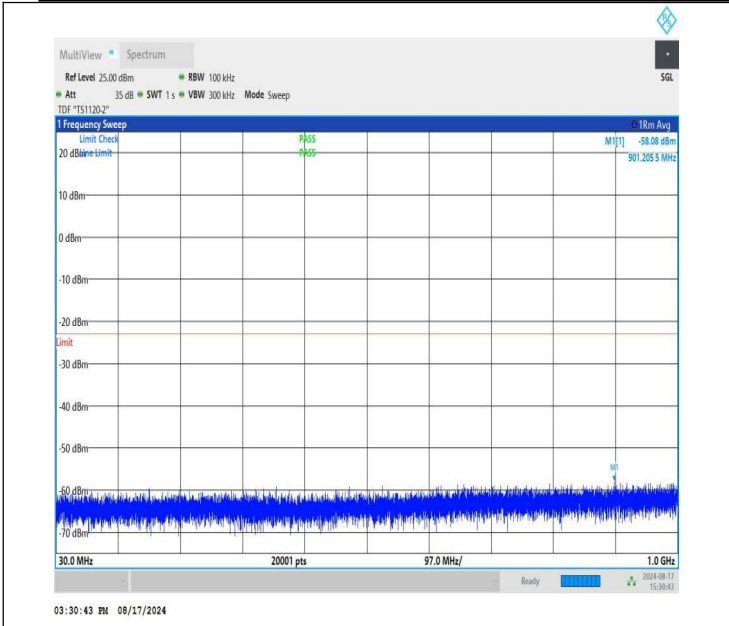 R S
MultiView Spectrum
Ref Level 25.00 dBm RBW 100 kHz SGL
Att 35 dB SWT 1 s VBW 300 kHz Mode Sweep
TDF "TS1120-2"
1 Frequency Sweep 1Rm Avg
Limit Check PASS M1[1] -58.08 dBm
20 dBm Line Limit PASS 901.205 5 MHz
10 dBm
0 dBm
-10 dBm
-20 dBm
Limit
-30 dBm
-40 dBm
-50 dBm
M1
-60 dBm
-70 dBm
30.0 MHz 20001 pts 97.0 MHz/ 1.0 GHz
Ready 2024-08-17
15:30:43
03:30:43 PM 08/17/2024